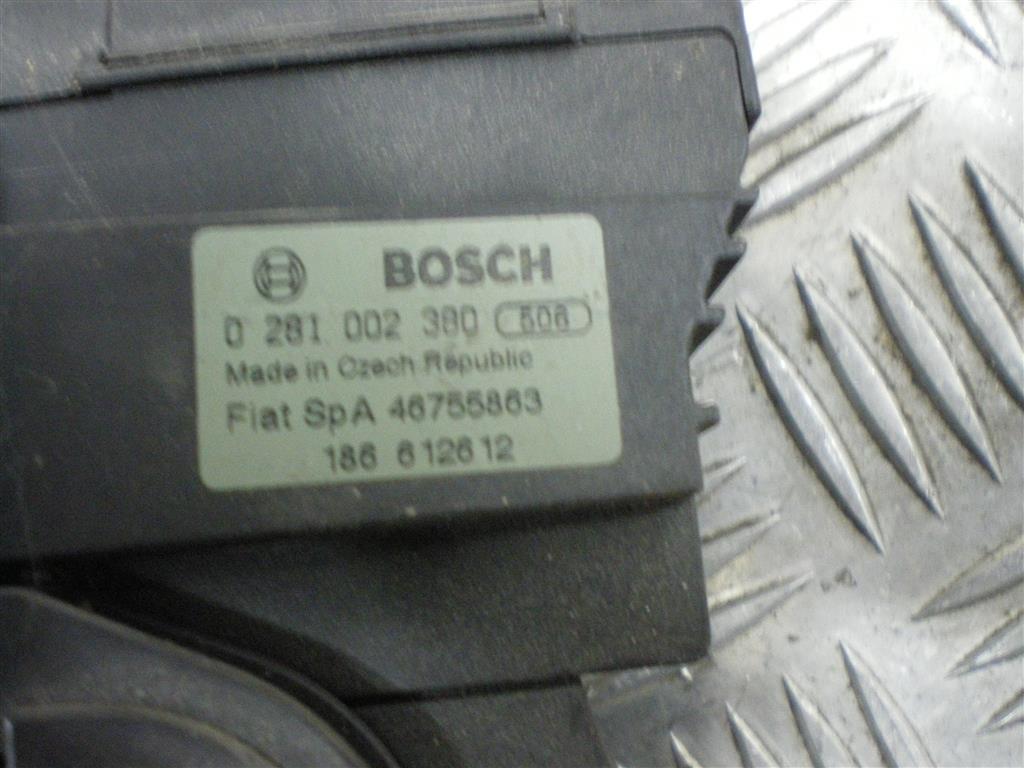 BOSCH
0 281 002 380 506
Made in Czech Republic
Fiat SpA 46755863
186 612612